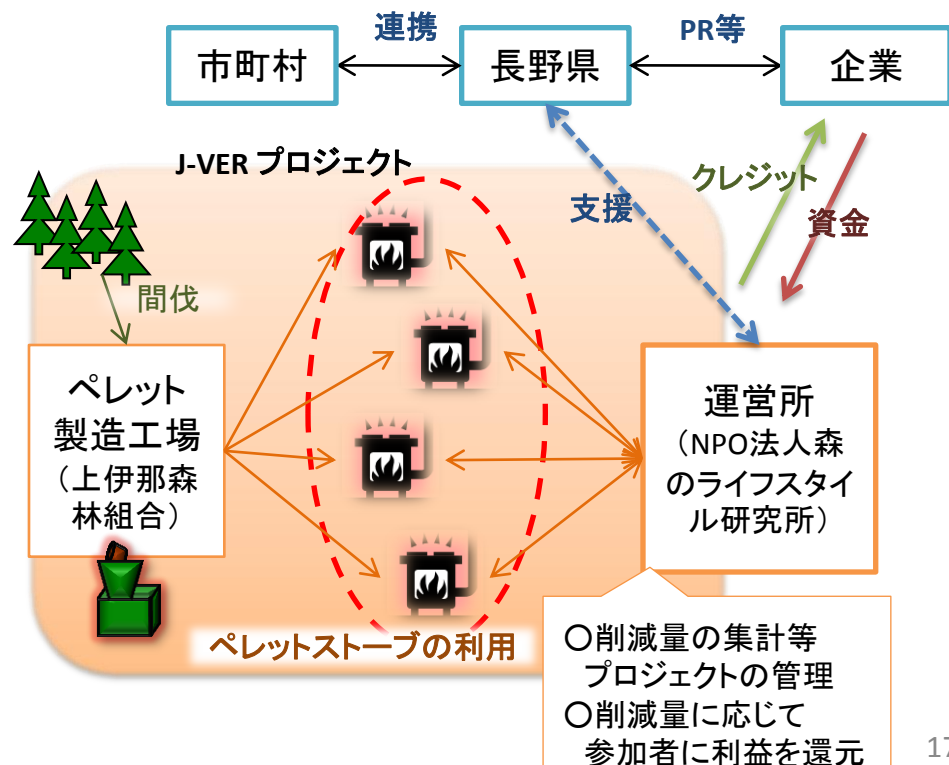 連携
PR等
市町村
長野県
企業
J-VER プロジェクト
クレジット
支援
資金
間伐
ペレット
製造工場
（上伊那森
林組合）
運営所
（NPO法人森
のライフスタイ
ル研究所）
ペレットストーブの利用
○削減量の集計等
プロジェクトの管理
○削減量に応じて
参加者に利益を還元
17